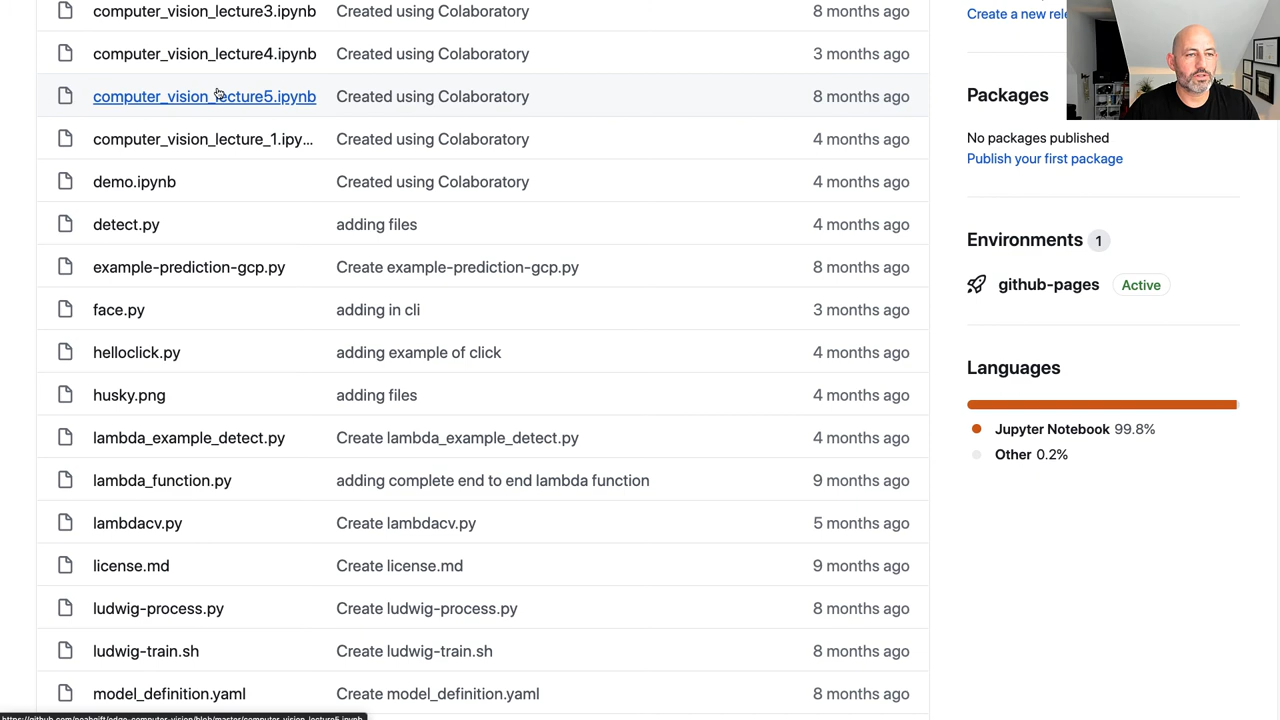 computer_vision_lecture3.ipynb Created using Colaboratory 8 months ago
computer_vision_lecture4.ipynb Created using Colaboratory 3 months ago
computer_vision_lecture5.ipynb Created using Colaboratory 8 months ago
computer_vision_lecture_1.ipy... Created using Colaboratory 4 months ago
demo.ipynb Created using Colaboratory 4 months ago
detect.py adding files 4 months ago
example-prediction-gcp.py Create example-prediction-gcp.py 8 months ago
face.py adding in cli 3 months ago
helloclick.py adding example of click 4 months ago
husky.png adding files 4 months ago
lambda_example_detect.py Create lambda_example_detect.py 4 months ago
lambda_function.py adding complete end to end lambda function 9 months ago
lambdacv.py Create lambdacv.py 5 months ago
license.md Create license.md 9 months ago
ludwig-process.py Create ludwig-process.py 8 months ago
ludwig-train.sh Create ludwig-train.sh 8 months ago
model_definition.yaml Create model_definition.yaml 8 months ago
Create a new
Packages
No packages published
Publish your first package
Environments 1
github-pages Active
Languages
Jupyter Notebook 99.8%
Other 0.2%